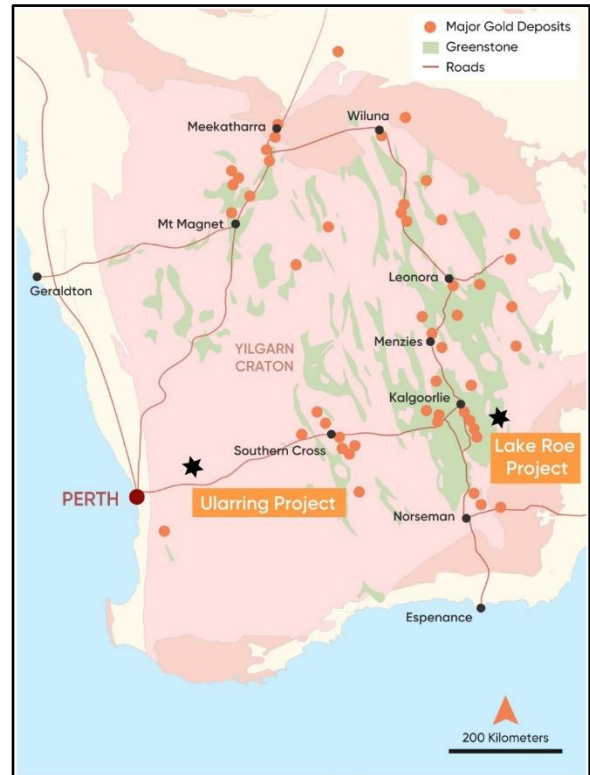 Major Gold Deposits
Greenstone
Roads
Wiluna
Meekatharra
Mt Magnet
Geraldton
Leonora
YILGARN
CRATON
Menzies
Kalgoorlie
Southern Cross
Lake Roe
Project
PERTH
Ularring Project
Norseman
Espenance
200 Kilometers